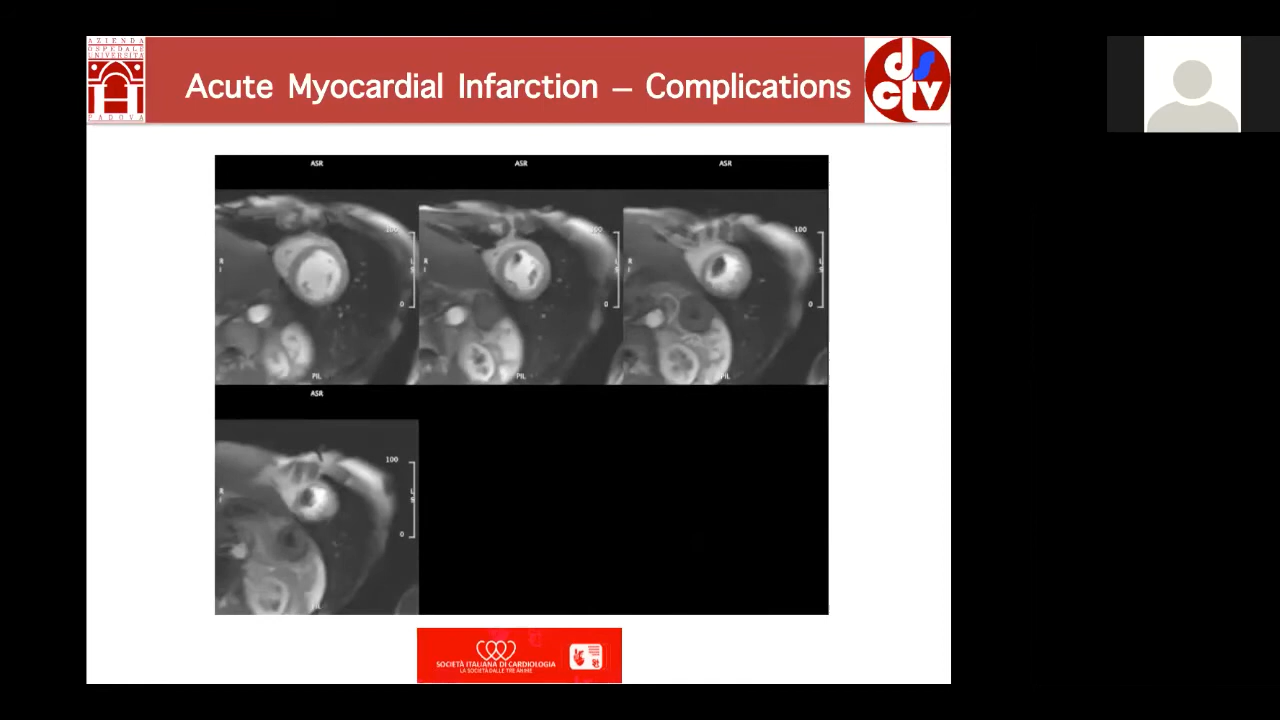 AZIENDA
OSPEDALE
UNIVERSITÀ
PADOVA
Acute Myocardial Infarction – Complications
d s c t v
ASR
ASR
ASR
100
100
100
R
I
L
S
R
I
L
S
R
I
L
S
0
0
0
PIL
PIL
PIL
ASR
100
R
I
L
S
0
PIL
SOCIETÀ ITALIANA DI CARDIOLOGIA
LA SOCIETÀ DALLE TRE ANIME